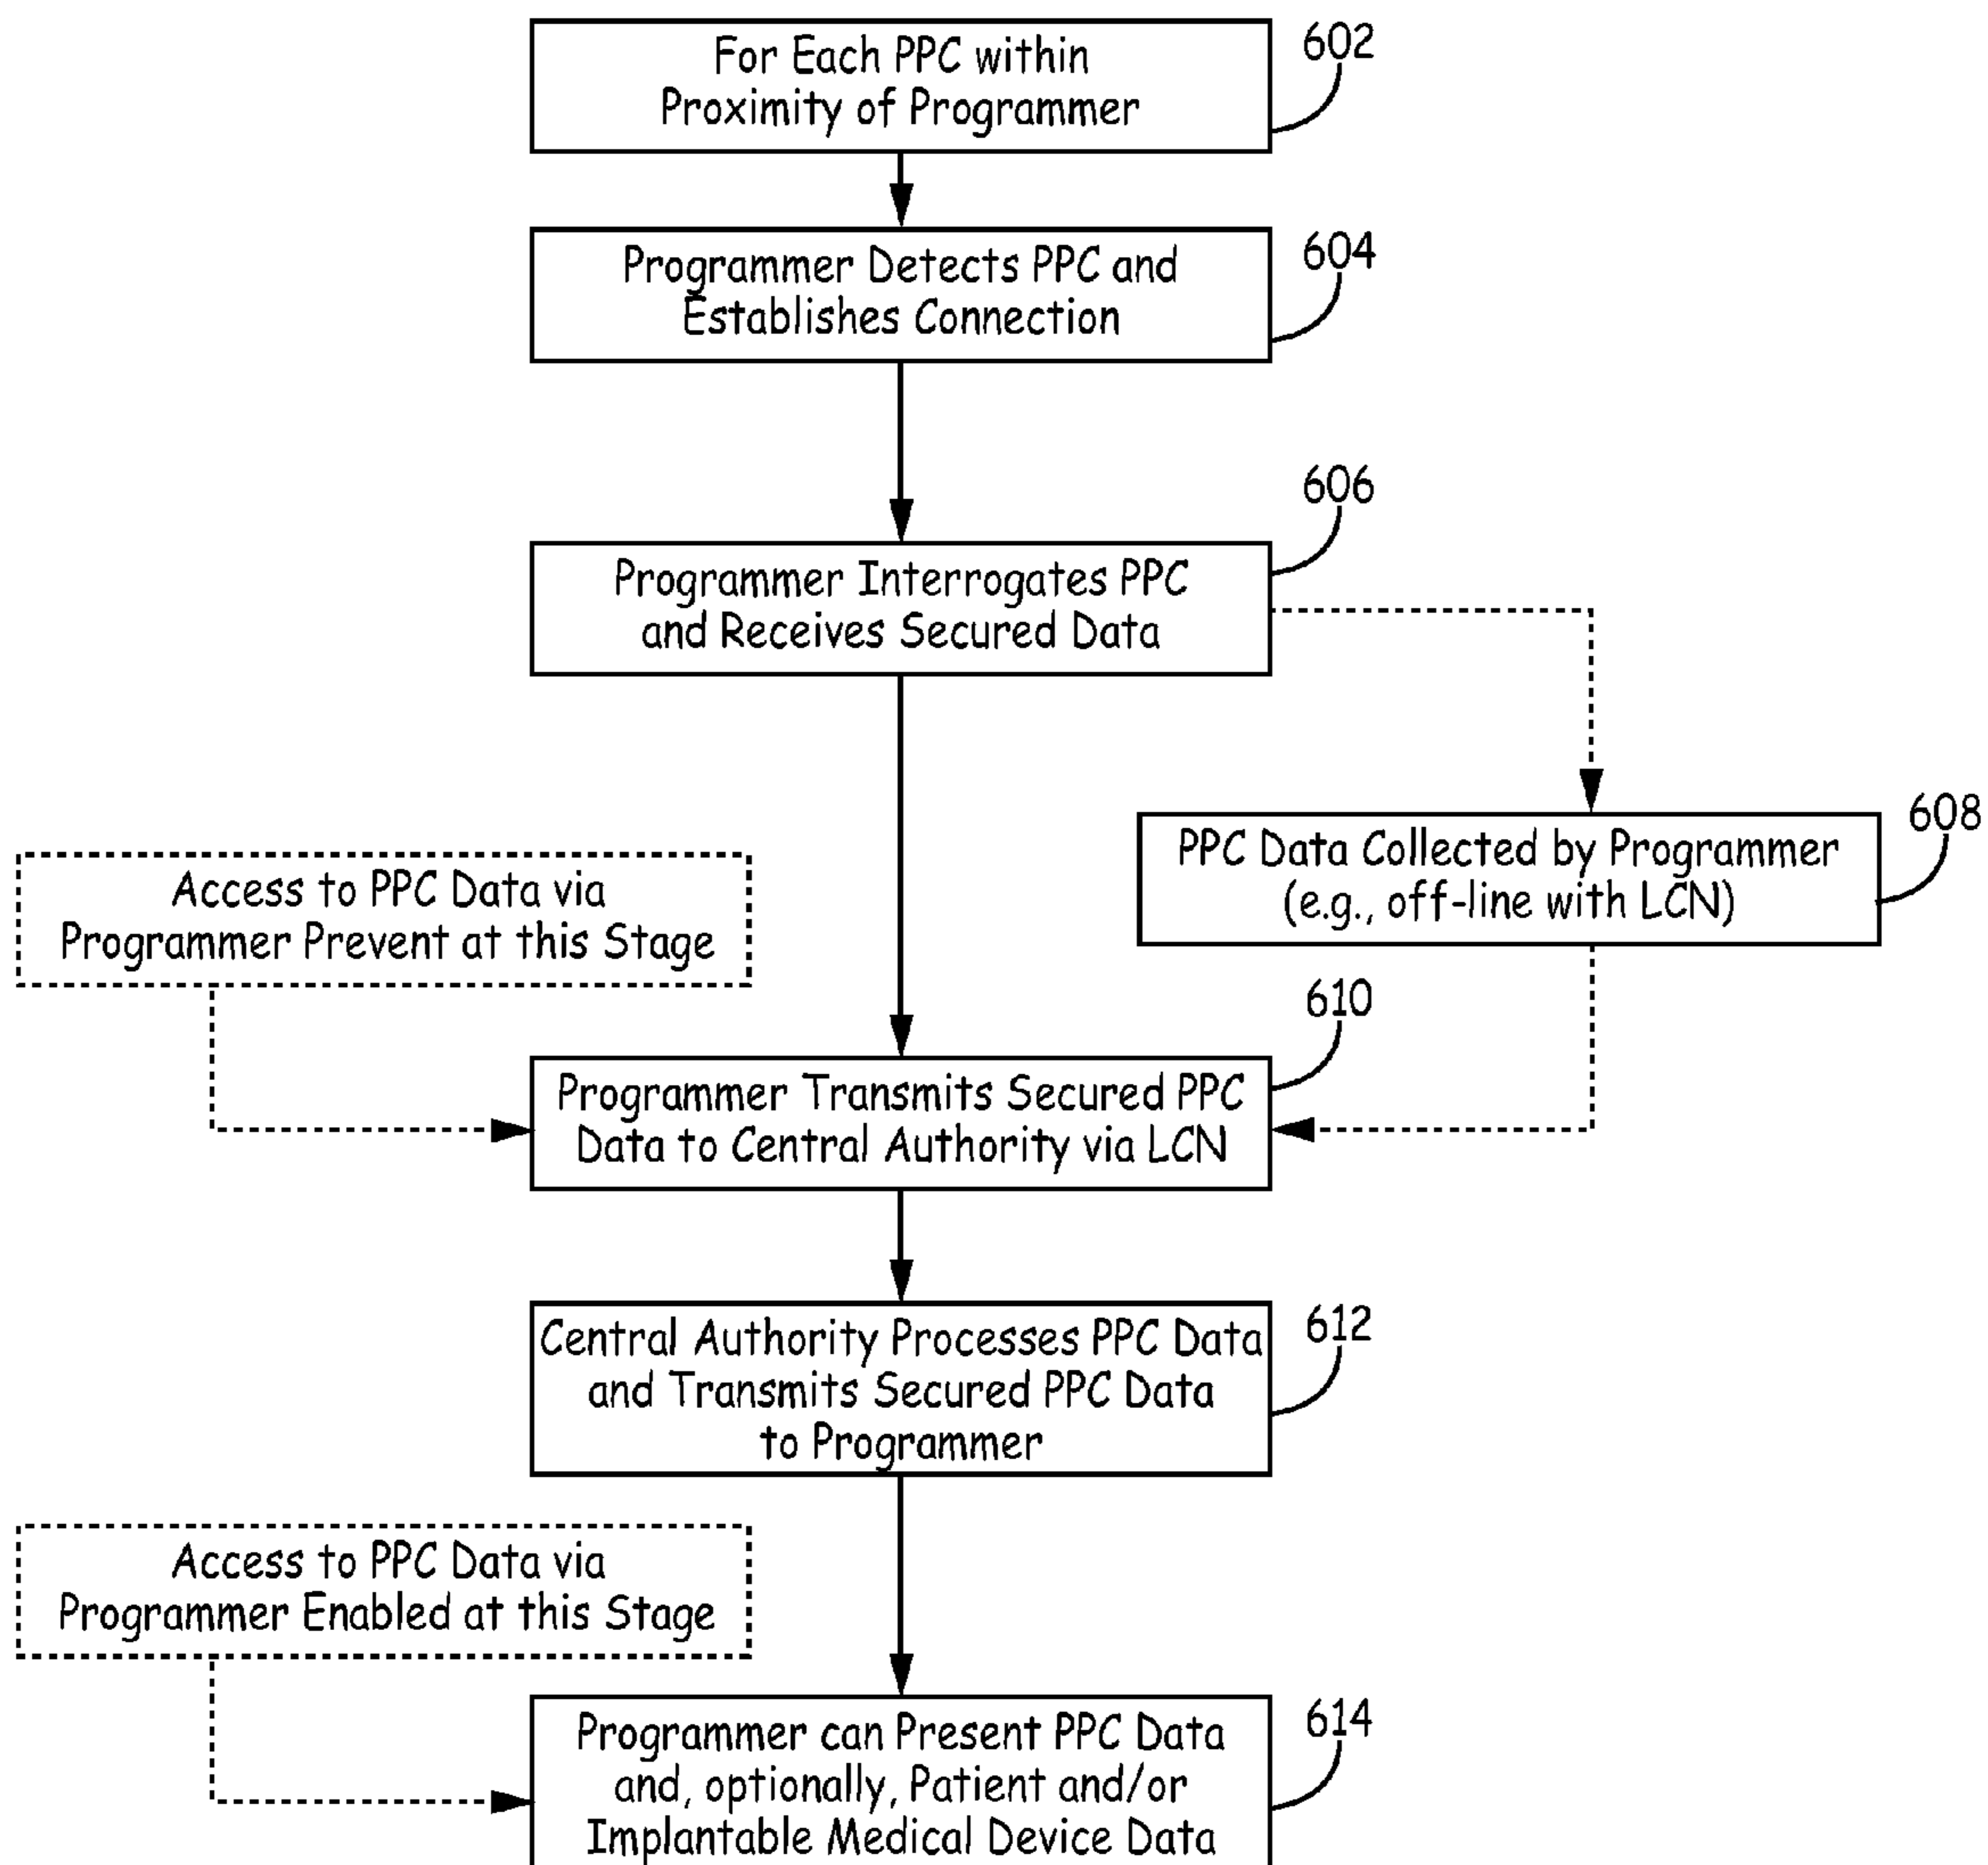 For Each PPC within
Proximity of Programmer
602
Programmer Detects PPC and
Establishes Connection
604
Programmer Interrogates PPC
and Receives Secured Data
606
PPC Data Collected by Programmer
(e.g., off-line with LCN)
608
Access to PPC Data via
Programmer Prevent at this Stage
Programmer Transmits Secured PPC
Data to Central Authority via LCN
610
Central Authority Processes PPC Data
and Transmits Secured PPC Data
to Programmer
612
Access to PPC Data via
Programmer Enabled at this Stage
Programmer can Present PPC Data
and, optionally, Patient and/or
Implantable Medical Device Data
614